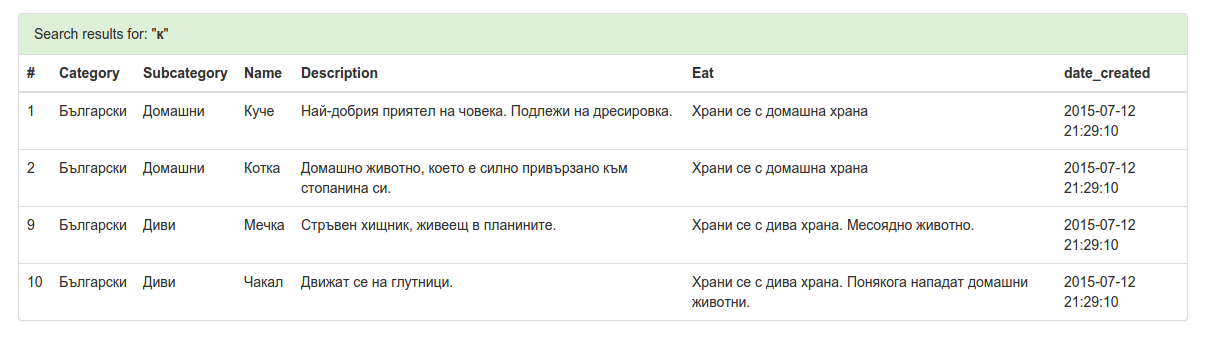 Search results for: "к"
# Category Subcategory Name Description Eat date_created
1 Български Домашни Куче Най-добрия приятел на човека. Подлежи на дресировка. Храни се с домашна храна 2015-07-12
21:29:10
2 Български Домашни Котка Домашно животно, което е силно привързано към Храни се с домашна храна 2015-07-12
стопанина си. 21:29:10
9 Български Диви Мечка Стръвен хищник, живеещ в планините. Храни се с дива храна. Месоядно животно. 2015-07-12
21:29:10
10 Български Диви Чакал Движат се на глутници. Храни се с дива храна. Понякога нападат домашни 2015-07-12
животни. 21:29:10